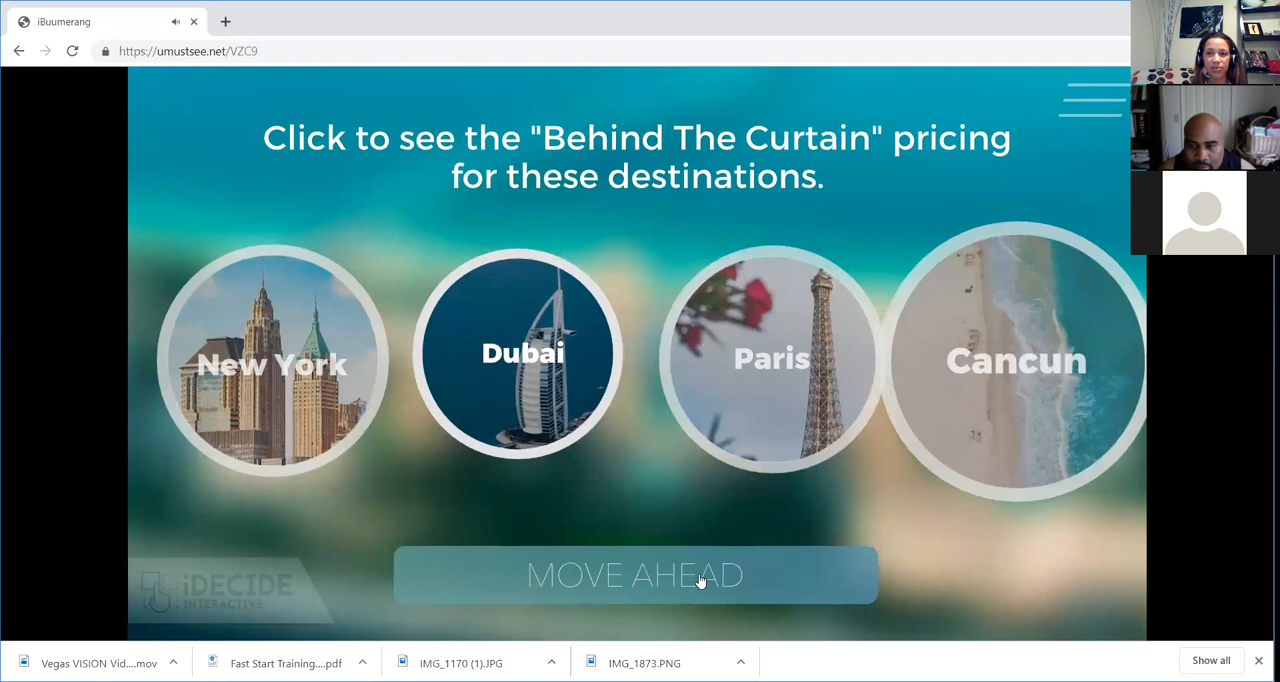 iBuumerang
https://umustsee.net/VZC9
Click to see the "Behind The Curtain" pricing
for these destinations.
New York
Dubai
Paris
Cancun
MOVE AHEAD
iDECIDE
INTERACTIVE
Vegas VISION Vid....mov
Fast Start Training....pdf
IMG_1170 (1).JPG
IMG_1873.PNG
Show all